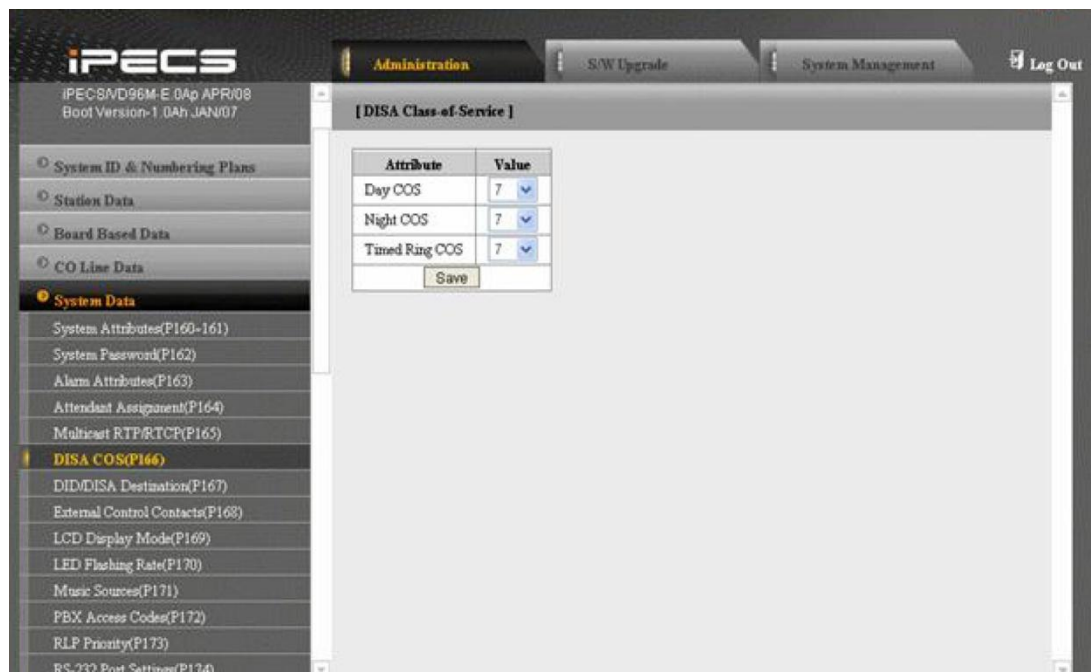 iPECS
Administration
S/W Upgrade
System Management
Log Out
iPECS/VD96M-E.0Ap APR/08
Boot Version-1.0Ah JAN/07
[ DISA Class-of-Service ]
Attribute Value
Day COS 7
Night COS 7
Timed Ring COS 7
Save
System ID & Numbering Plans
Station Data
Board Based Data
CO Line Data
System Data
System Attributes(P160~161)
System Password(P162)
Alarm Attributes(P163)
Attendant Assignment(P164)
Multicast RTP/RTCP(P165)
DISA COS(P166)
DID/DISA Destination(P167)
External Control Contacts(P168)
LCD Display Mode(P169)
LED Flashing Rate(P170)
Music Sources(P171)
PBX Access Codes(P172)
RLP Priority(P173)
RS-232 Port Settings(P174)